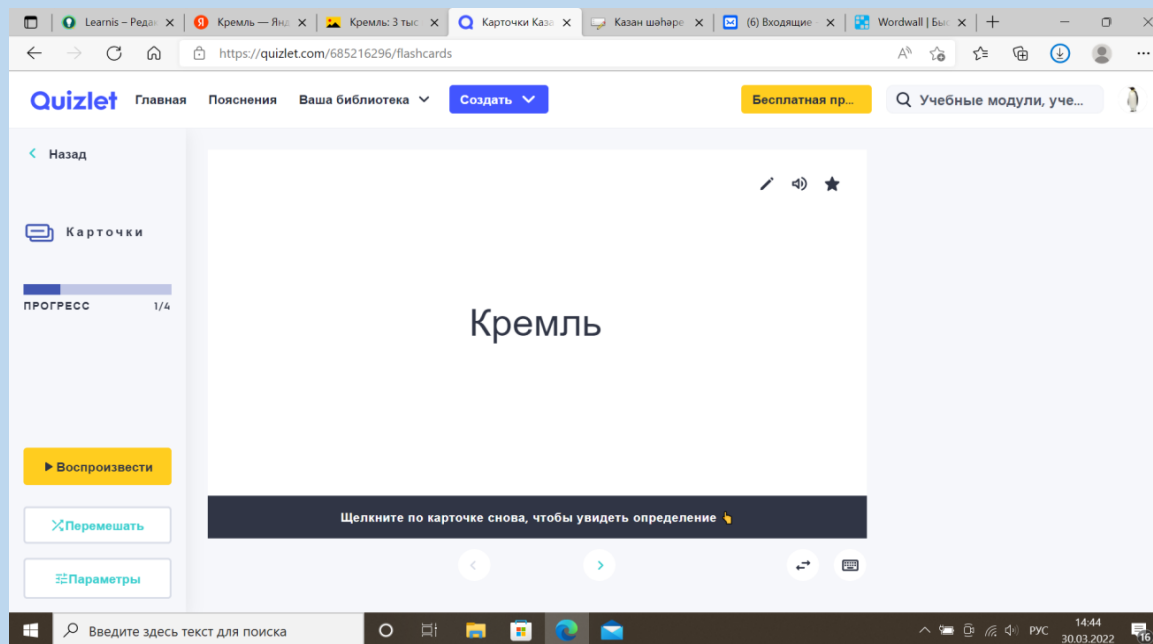 Learnis – Редак
Кремль — Янд
Кремль: 3 тыс
Карточки Каза
Казан шәһәре
(6) Входящие –
Wordwall | Быс
https://quizlet.com/685216296/flashcards
Quizlet
Главная
Пояснения
Ваша библиотека
Создать
Бесплатная пр...
Учебные модули, уче...
Назад
Карточки
ПРОГРЕСС 1/4
Кремль
Воспроизвести
Щелкните по карточке снова, чтобы увидеть определение
Перемешать
Параметры
Введите здесь текст для поиска
РУС
14:44
30.03.2022
16